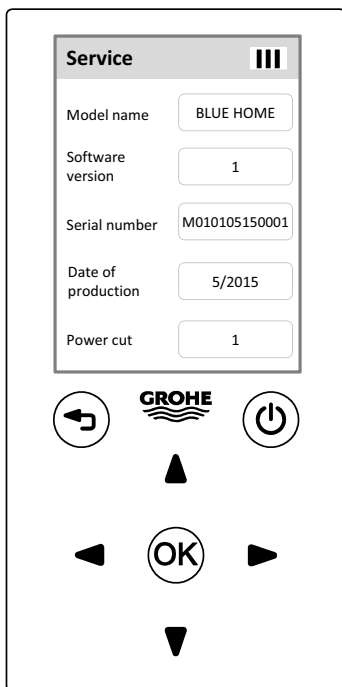 Service
Model name
BLUE HOME
Software
version
1
Serial number
M010105150001
Date of
production
5/2015
Power cut
1
GROHE
OK